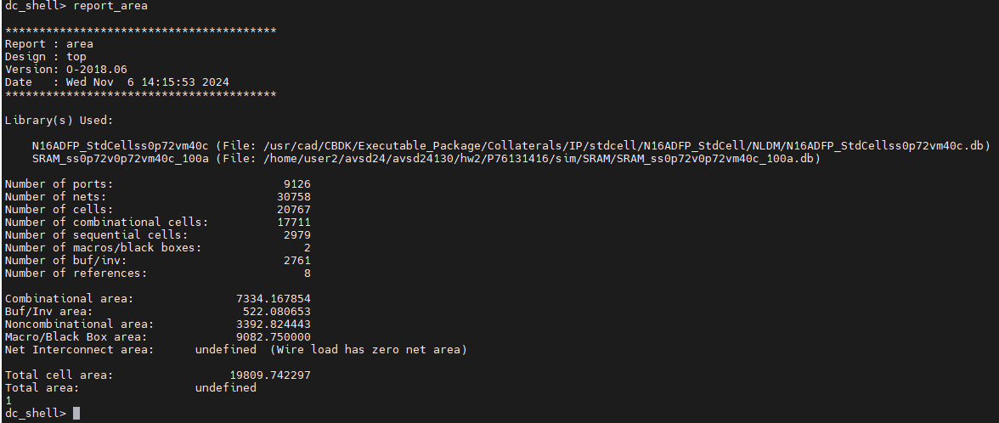 dc_shell> report_area
****************************************
Report : area
Design : top
Version: O-2018.06
Date   : Wed Nov  6 14:15:53 2024
****************************************
Library(s) Used:
    N16ADFP_StdCellss0p72vm40c (File: /usr/cad/CBDK/Executable_Package/Collaterals/IP/stdcell/N16ADFP_StdCell/NLDM/N16ADFP_StdCellss0p72vm40c.db)
    SRAM_ss0p72v0p72vm40c_100a (File: /home/user2/avsd24/avsd24130/hw2/P76131416/sim/SRAM/SRAM_ss0p72v0p72vm40c_100a.db)
Number of ports:                         9126
Number of nets:                         30758
Number of cells:                        20767
Number of combinational cells:          17711
Number of sequential cells:              2979
Number of macros/black boxes:               2
Number of buf/inv:                       2761
Number of references:                       8
Combinational area:               7334.167854
Buf/Inv area:                      522.080653
Noncombinational area:            3392.824443
Macro/Black Box area:             9082.750000
Net Interconnect area:      undefined  (Wire load has zero net area)
Total cell area:                 19809.742297
Total area:                 undefined
1
dc_shell>